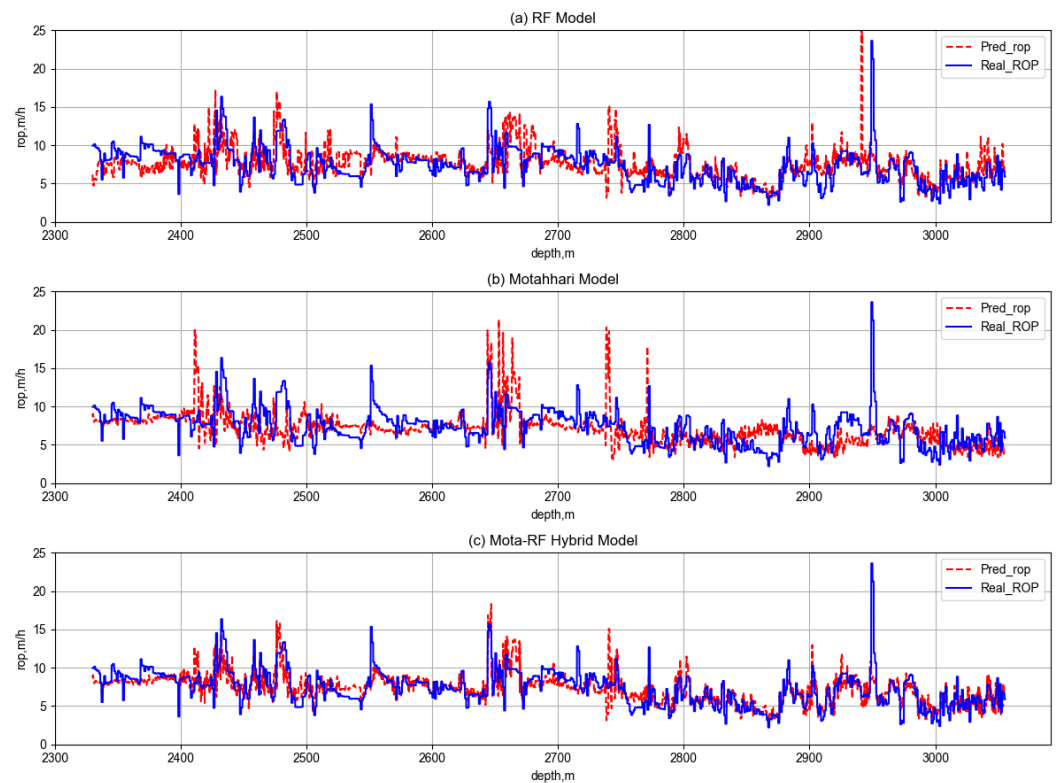 (a) RF Model
rop,m/h
25
20
15
10
5
0
Pred_rop
Real_ROP
2300 2400 2500 2600 2700 2800 2900 3000
depth,m
(b) Motahhari Model
rop,m/h
25
20
15
10
5
0
Pred_rop
Real_ROP
2300 2400 2500 2600 2700 2800 2900 3000
depth,m
(c) Mota-RF Hybrid Model
rop,m/h
25
20
15
10
5
0
Pred_rop
Real_ROP
2300 2400 2500 2600 2700 2800 2900 3000
depth,m